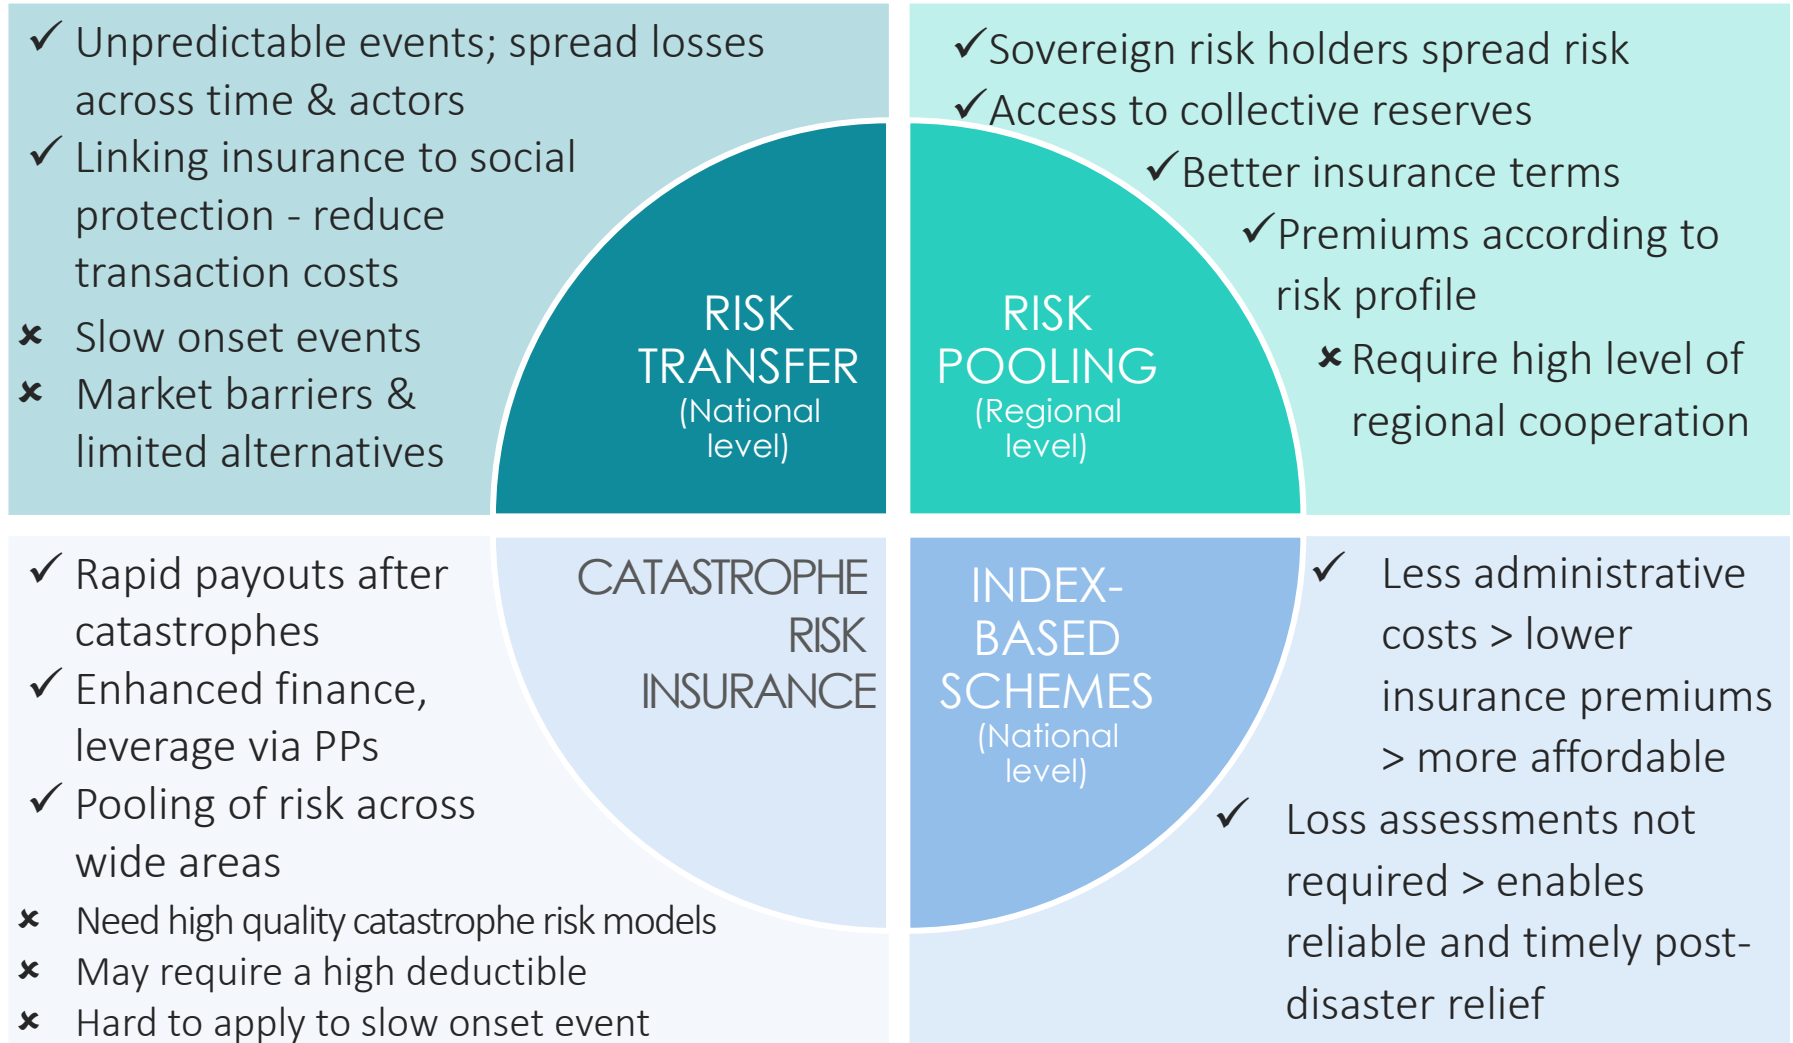 ✓ Unpredictable events; spread losses
across time & actors
✓ Linking insurance to social
protection - reduce
transaction costs
✗ Slow onset events
✗ Market barriers &
limited alternatives
RISK
TRANSFER
(National
level)
✓ Sovereign risk holders spread risk
✓ Access to collective reserves
✓ Better insurance terms
✓ Premiums according to
risk profile
✗ Require high level of
regional cooperation
RISK
POOLING
(Regional
level)
✓ Rapid payouts after
catastrophes
✓ Enhanced finance,
leverage via PPs
✓ Pooling of risk across
wide areas
✗ Need high quality catastrophe risk models
✗ May require a high deductible
✗ Hard to apply to slow onset event
CATASTROPHE
RISK
INSURANCE
INDEX-
BASED
SCHEMES
(National
level)
✓ Less administrative
costs > lower
insurance premiums
> more affordable
✓ Loss assessments not
required > enables
reliable and timely post-
disaster relief